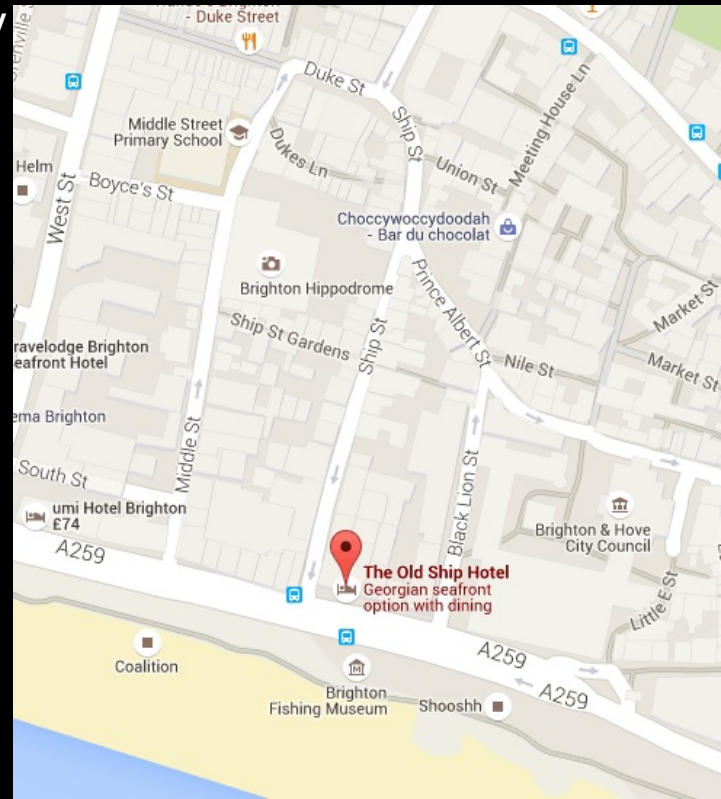 - Duke Street
Duke St
Ship St
Middle Street
Primary School
Dukes Ln
Union St
Meeting House Ln
Helm
Boyce's St
West St
Choccywoccydoodah
- Bar du chocolat
Brighton Hippodrome
Prince Albert St
Market St
Ship St Gardens
Ship St
Nile St
Market St
ravelodge Brighton
eafront Hotel
ema Brighton
Middle St
South St
Black Lion St
umi Hotel Brighton
£74
Brighton & Hove
City Council
A259
The Old Ship Hotel
Georgian seafront
option with dining
Little E St
Coalition
A259
A259
Brighton
Fishing Museum
Shooshh